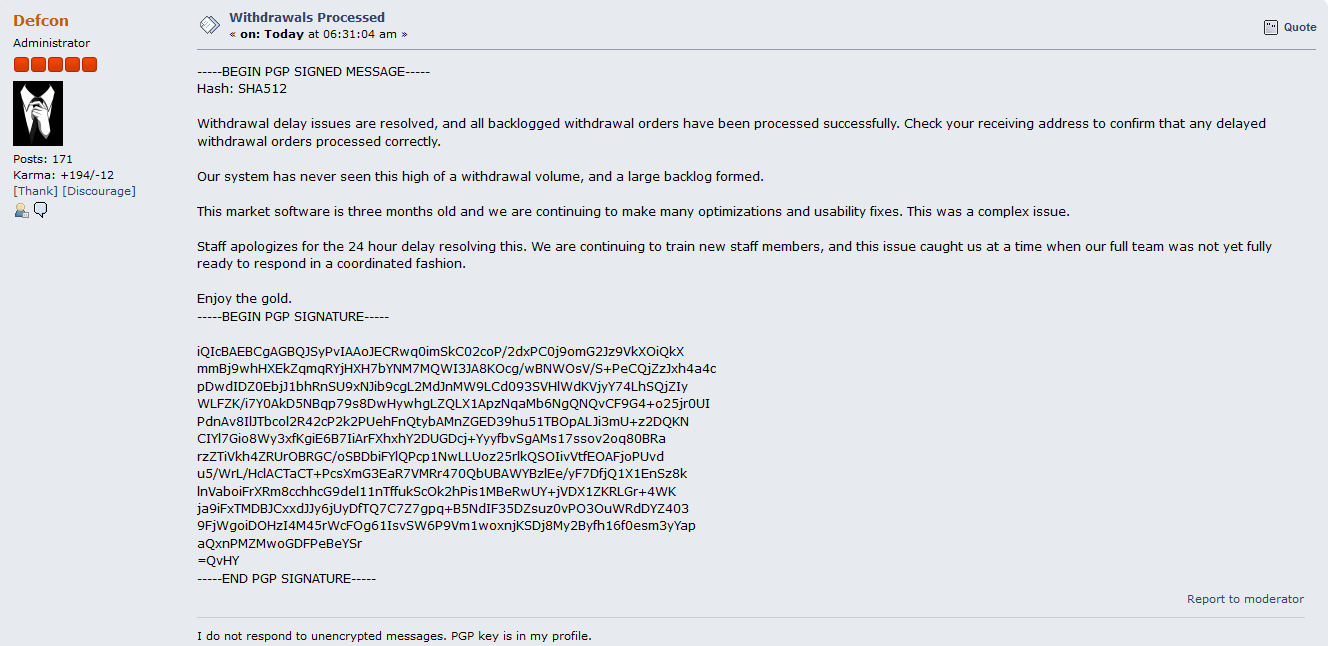 Defcon
Administrator
Posts: 171
Karma: +194/-12
[Thank] [Discourage]
Withdrawals Processed
« on: Today at 06:31:04 am »
Quote
-----BEGIN PGP SIGNED MESSAGE-----
Hash: SHA512
Withdrawal delay issues are resolved, and all backlogged withdrawal orders have been processed successfully. Check your receiving address to confirm that any delayed
withdrawal orders processed correctly.
Our system has never seen this high of a withdrawal volume, and a large backlog formed.
This market software is three months old and we are continuing to make many optimizations and usability fixes. This was a complex issue.
Staff apologizes for the 24 hour delay resolving this. We are continuing to train new staff members, and this issue caught us at a time when our full team was not yet fully
ready to respond in a coordinated fashion.
Enjoy the gold.
-----BEGIN PGP SIGNATURE-----
iQIcBAEBCgAGBQJSyPvIAAoJECRwq0imSkC02coP/2dxPC0j9omG2Jz9VkXOiQkX
mmBj9whHXEkZqmqRYjHXH7bYNM7MQWI3JA8KOcg/wBNWOsV/S+PeCQjZzJxh4a4c
pDwdIDZ0EbjJ1bhRnSU9xNJib9cgL2MdJnMW9LCd093SVHlWdKVjyY74LhSQjZIy
WLFZK/i7Y0AkD5NBqp79s8DwHywhgLZQLX1ApzNqaMb6NgQNQvCF9G4+o25jr0UI
PdnAv8IlJTbcol2R42cP2k2PUehFnQtybAMnZGED39hu51TBOpALJi3mU+z2DQKN
CIYl7Gio8Wy3xfKgiE6B7IiArFXhxhY2DUGDcj+YyyfbvSgAMs17ssov2oq80BRa
rzZTiVkh4ZRUrOBRGC/oSBDbiFYlQPcp1NwLLUoz25rlkQSOIivVtfEOAFjoPUvd
u5/WrL/HclACTaCT+PcsXmG3EaR7VMRr470QbUBAWYBzlEe/yF7DfjQ1X1EnSz8k
lnVaboiFrXRm8cchhcG9del11nTffukScOk2hPis1MBeRwUY+jVDX1ZKRLGr+4WK
ja9iFxTMDBJCxxdJJy6jUyDfTQ7C7Z7gpq+B5NdIF35DZsuz0vPO3OuWRdDYZ403
9FjWgoiDOHzI4M45rWcFOg61IsvSW6P9Vm1woxnjKSDj8My2Byfh16f0esm3yYap
aQxnPMZMwoGDFPeBeYSr
=QvHY
-----END PGP SIGNATURE-----
Report to moderator
I do not respond to unencrypted messages. PGP key is in my profile.